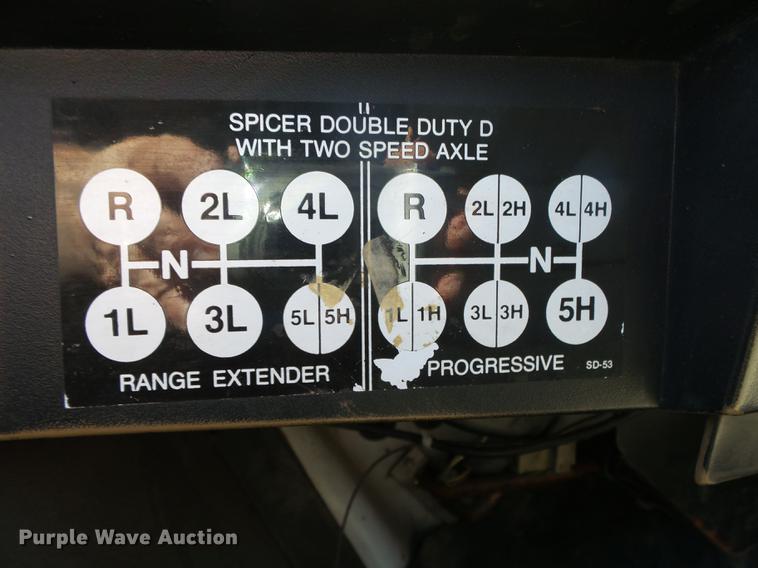 SPICER DOUBLE DUTY D
WITH TWO SPEED AXLE
R 2L 4L
N
1L 3L 5L 5H
RANGE EXTENDER
R 2L 2H 4L 4H
N
1L 1H 3L 3H 5H
PROGRESSIVE
SD-53
Purple Wave Auction